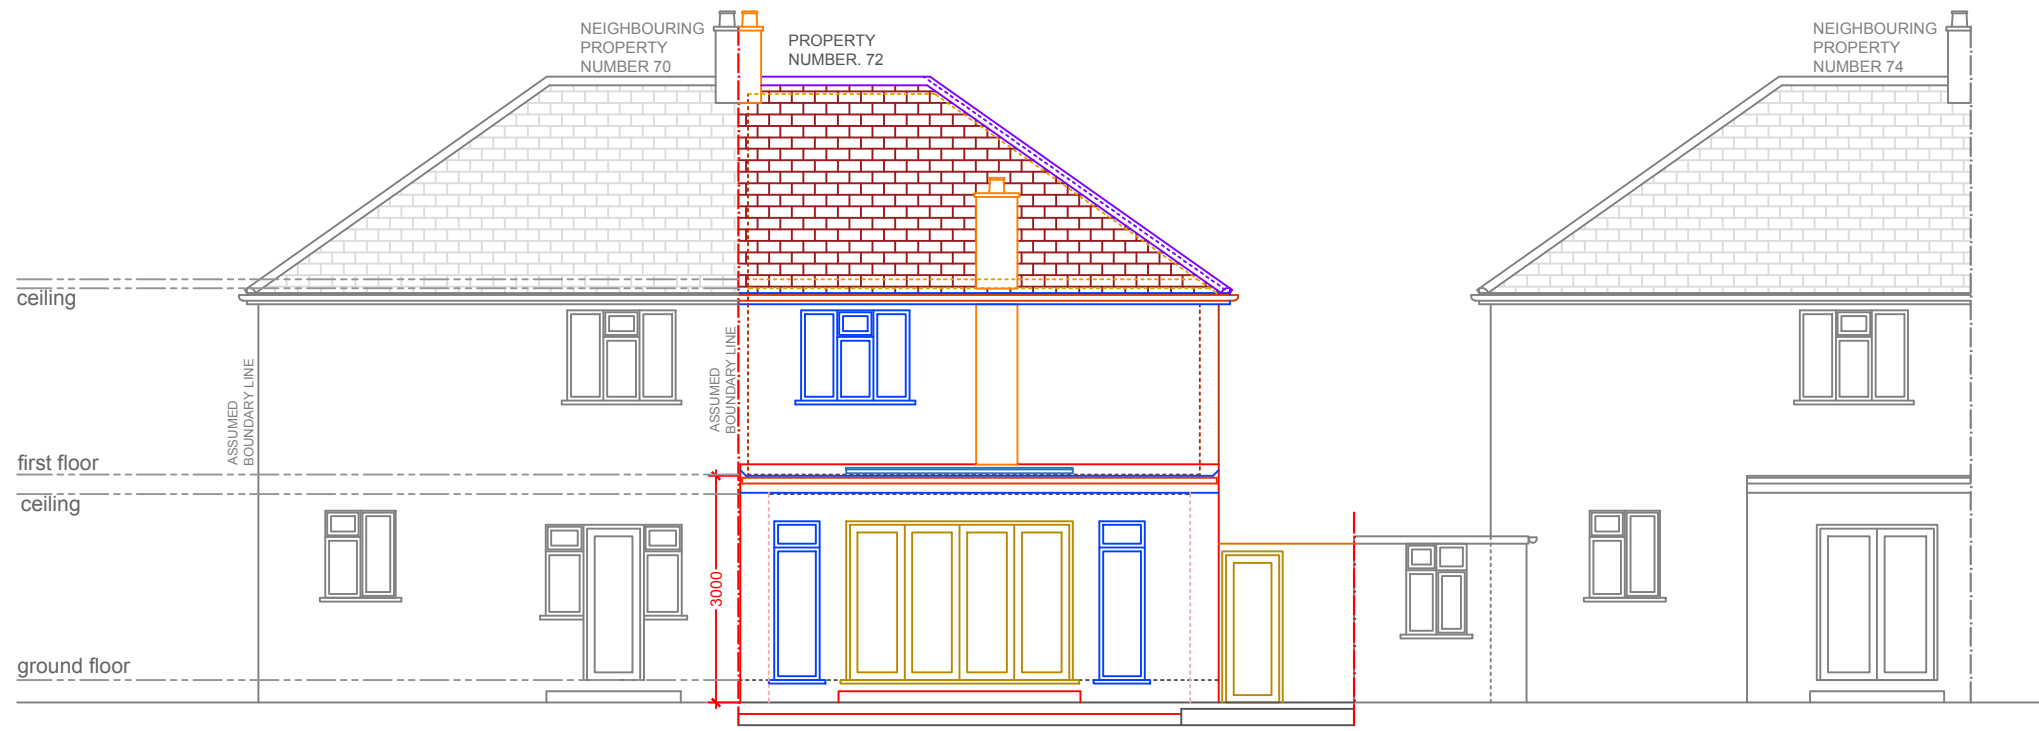 NEIGHBOURING
PROPERTY
NUMBER 70
PROPERTY
NUMBER. 72
NEIGHBOURING
PROPERTY
NUMBER 74
ceiling
first floor
ceiling
ground floor
ASSUMED
BOUNDARY LINE
ASSUMED
BOUNDARY LINE
3000